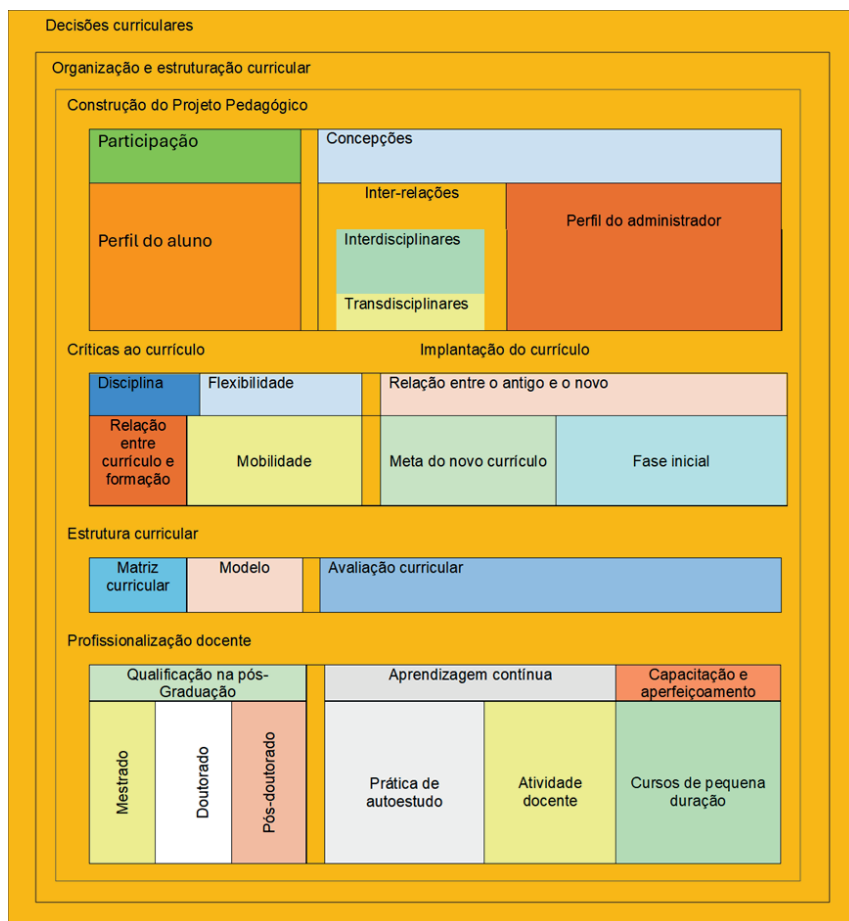 Decisões curriculares
Organização e estruturação curricular
Construção do Projeto Pedagógico
Participação
Concepções
Perfil do aluno
Inter-relações
Perfil do administrador
Interdisciplinares
Transdisciplinares
Críticas ao currículo
Implantação do currículo
Disciplina
Flexibilidade
Relação entre o antigo e o novo
Relação
entre
currículo e
formação
Mobilidade
Meta do novo currículo
Fase inicial
Estrutura curricular
Matriz
curricular
Modelo
Avaliação curricular
Profissionalização docente
Qualificação na pós-
Graduação
Aprendizagem contínua
Capacitação e
aperfeiçoamento
Mestrado
Doutorado
Pós-doutorado
Prática de
autoestudo
Atividade
docente
Cursos de pequena
duração